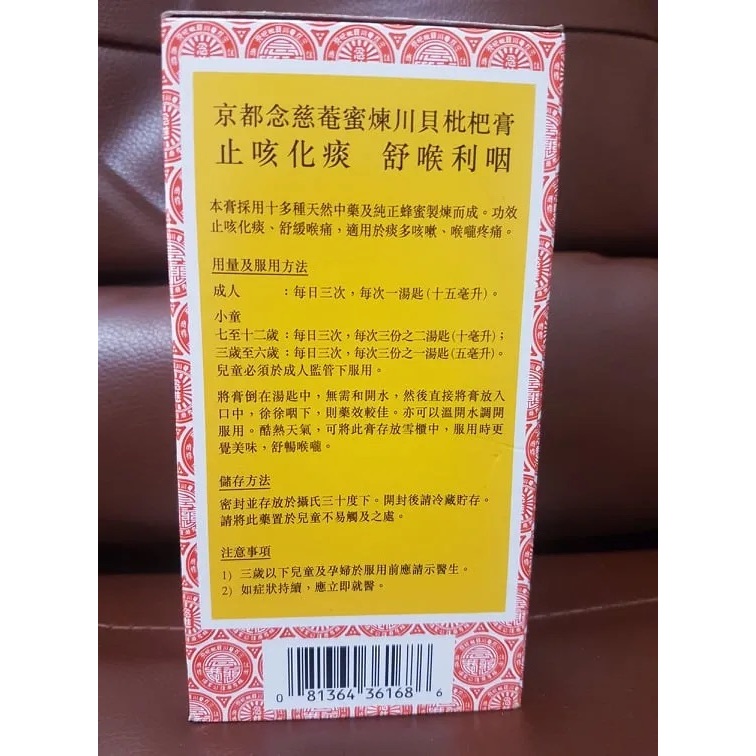 京都念慈菴蜜煉川貝枇杷膏
止咳化痰 舒喉利咽
本膏採用十多種天然中藥及純正蜂蜜製煉而成。功效
止咳化痰、舒緩喉痛，適用於痰多咳嗽、喉嚨疼痛。
用量及服用方法
成人 ：每日三次，每次一湯匙(十五毫升)。
小童
七至十二歲：每日三次，每次三份之二湯匙(十毫升)；
三歲至六歲：每日三次，每次三份之一湯匙(五毫升)。
兒童必須於成人監管下服用。
將膏倒在湯匙中，無需和開水，然後直接將膏放入
口中，徐徐咽下，則藥效較佳。亦可以溫開水調開
服用。酷熱天氣，可將此膏存放雪櫃中，服用時更
覺美味，舒暢喉嚨。
儲存方法
密封並存放於攝氏三十度下。開封後請冷藏貯存。
請將此藥置於兒童不易觸及之處。
注意事項
1) 三歲以下兒童及孕婦於服用前應請示醫生。
2) 如症狀持續，應立即就醫。
0 81364 36168 6